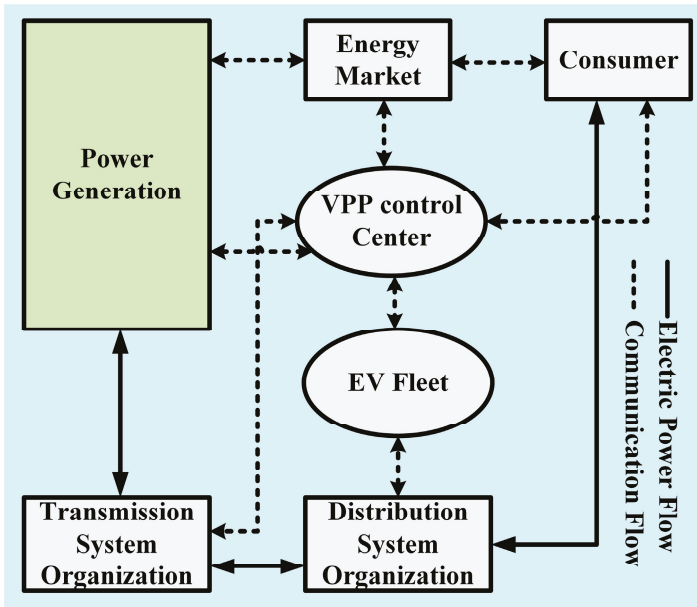 Energy
Market
Consumer
Power
Generation
VPP control
Center
EV Fleet
Electric Power Flow
Communication Flow
Transmission
System
Organization
Distribution
System
Organization